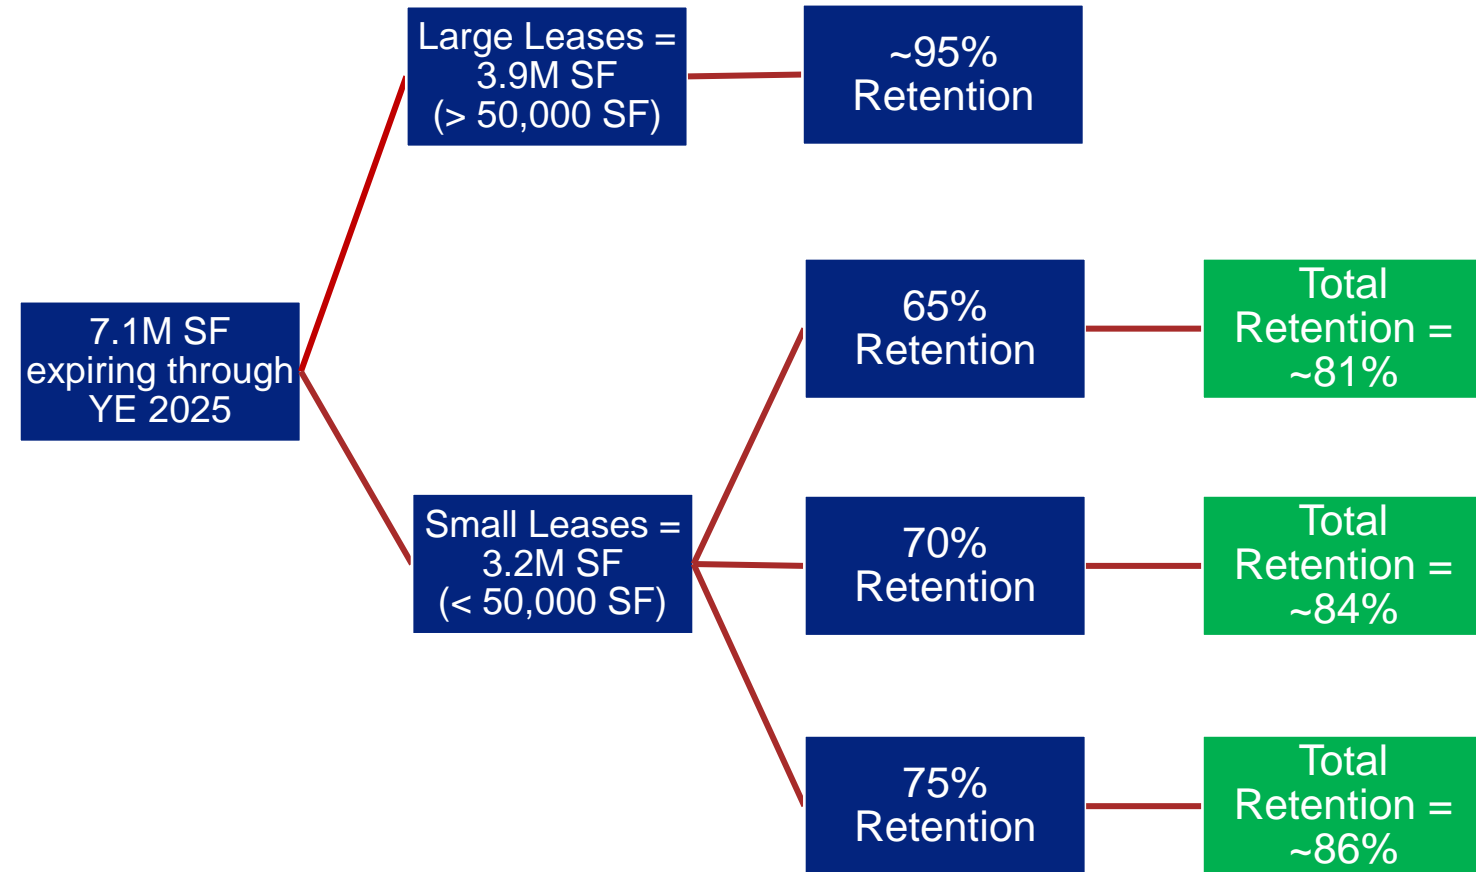 Large Leases =
3.9M SF
(> 50,000 SF)
~95%
Retention
7.1M SF
expiring through
YE 2025
65%
Retention
Total
Retention =
~81%
Small Leases =
3.2M SF
(< 50,000 SF)
70%
Retention
Total
Retention =
~84%
75%
Retention
Total
Retention =
~86%